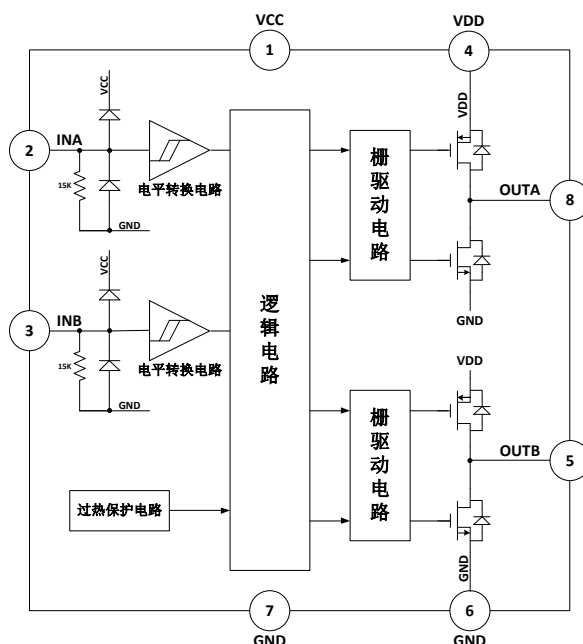 VCC
1
VDD
4
VCC
VDD
2
INA
15K
GND
电平转换电路
栅驱动电路
OUTA
8
GND
VCC
3
INB
15K
GND
电平转换电路
逻辑电路
VDD
栅驱动电路
OUTB
5
过热保护电路
GND
7
GND
6
GND